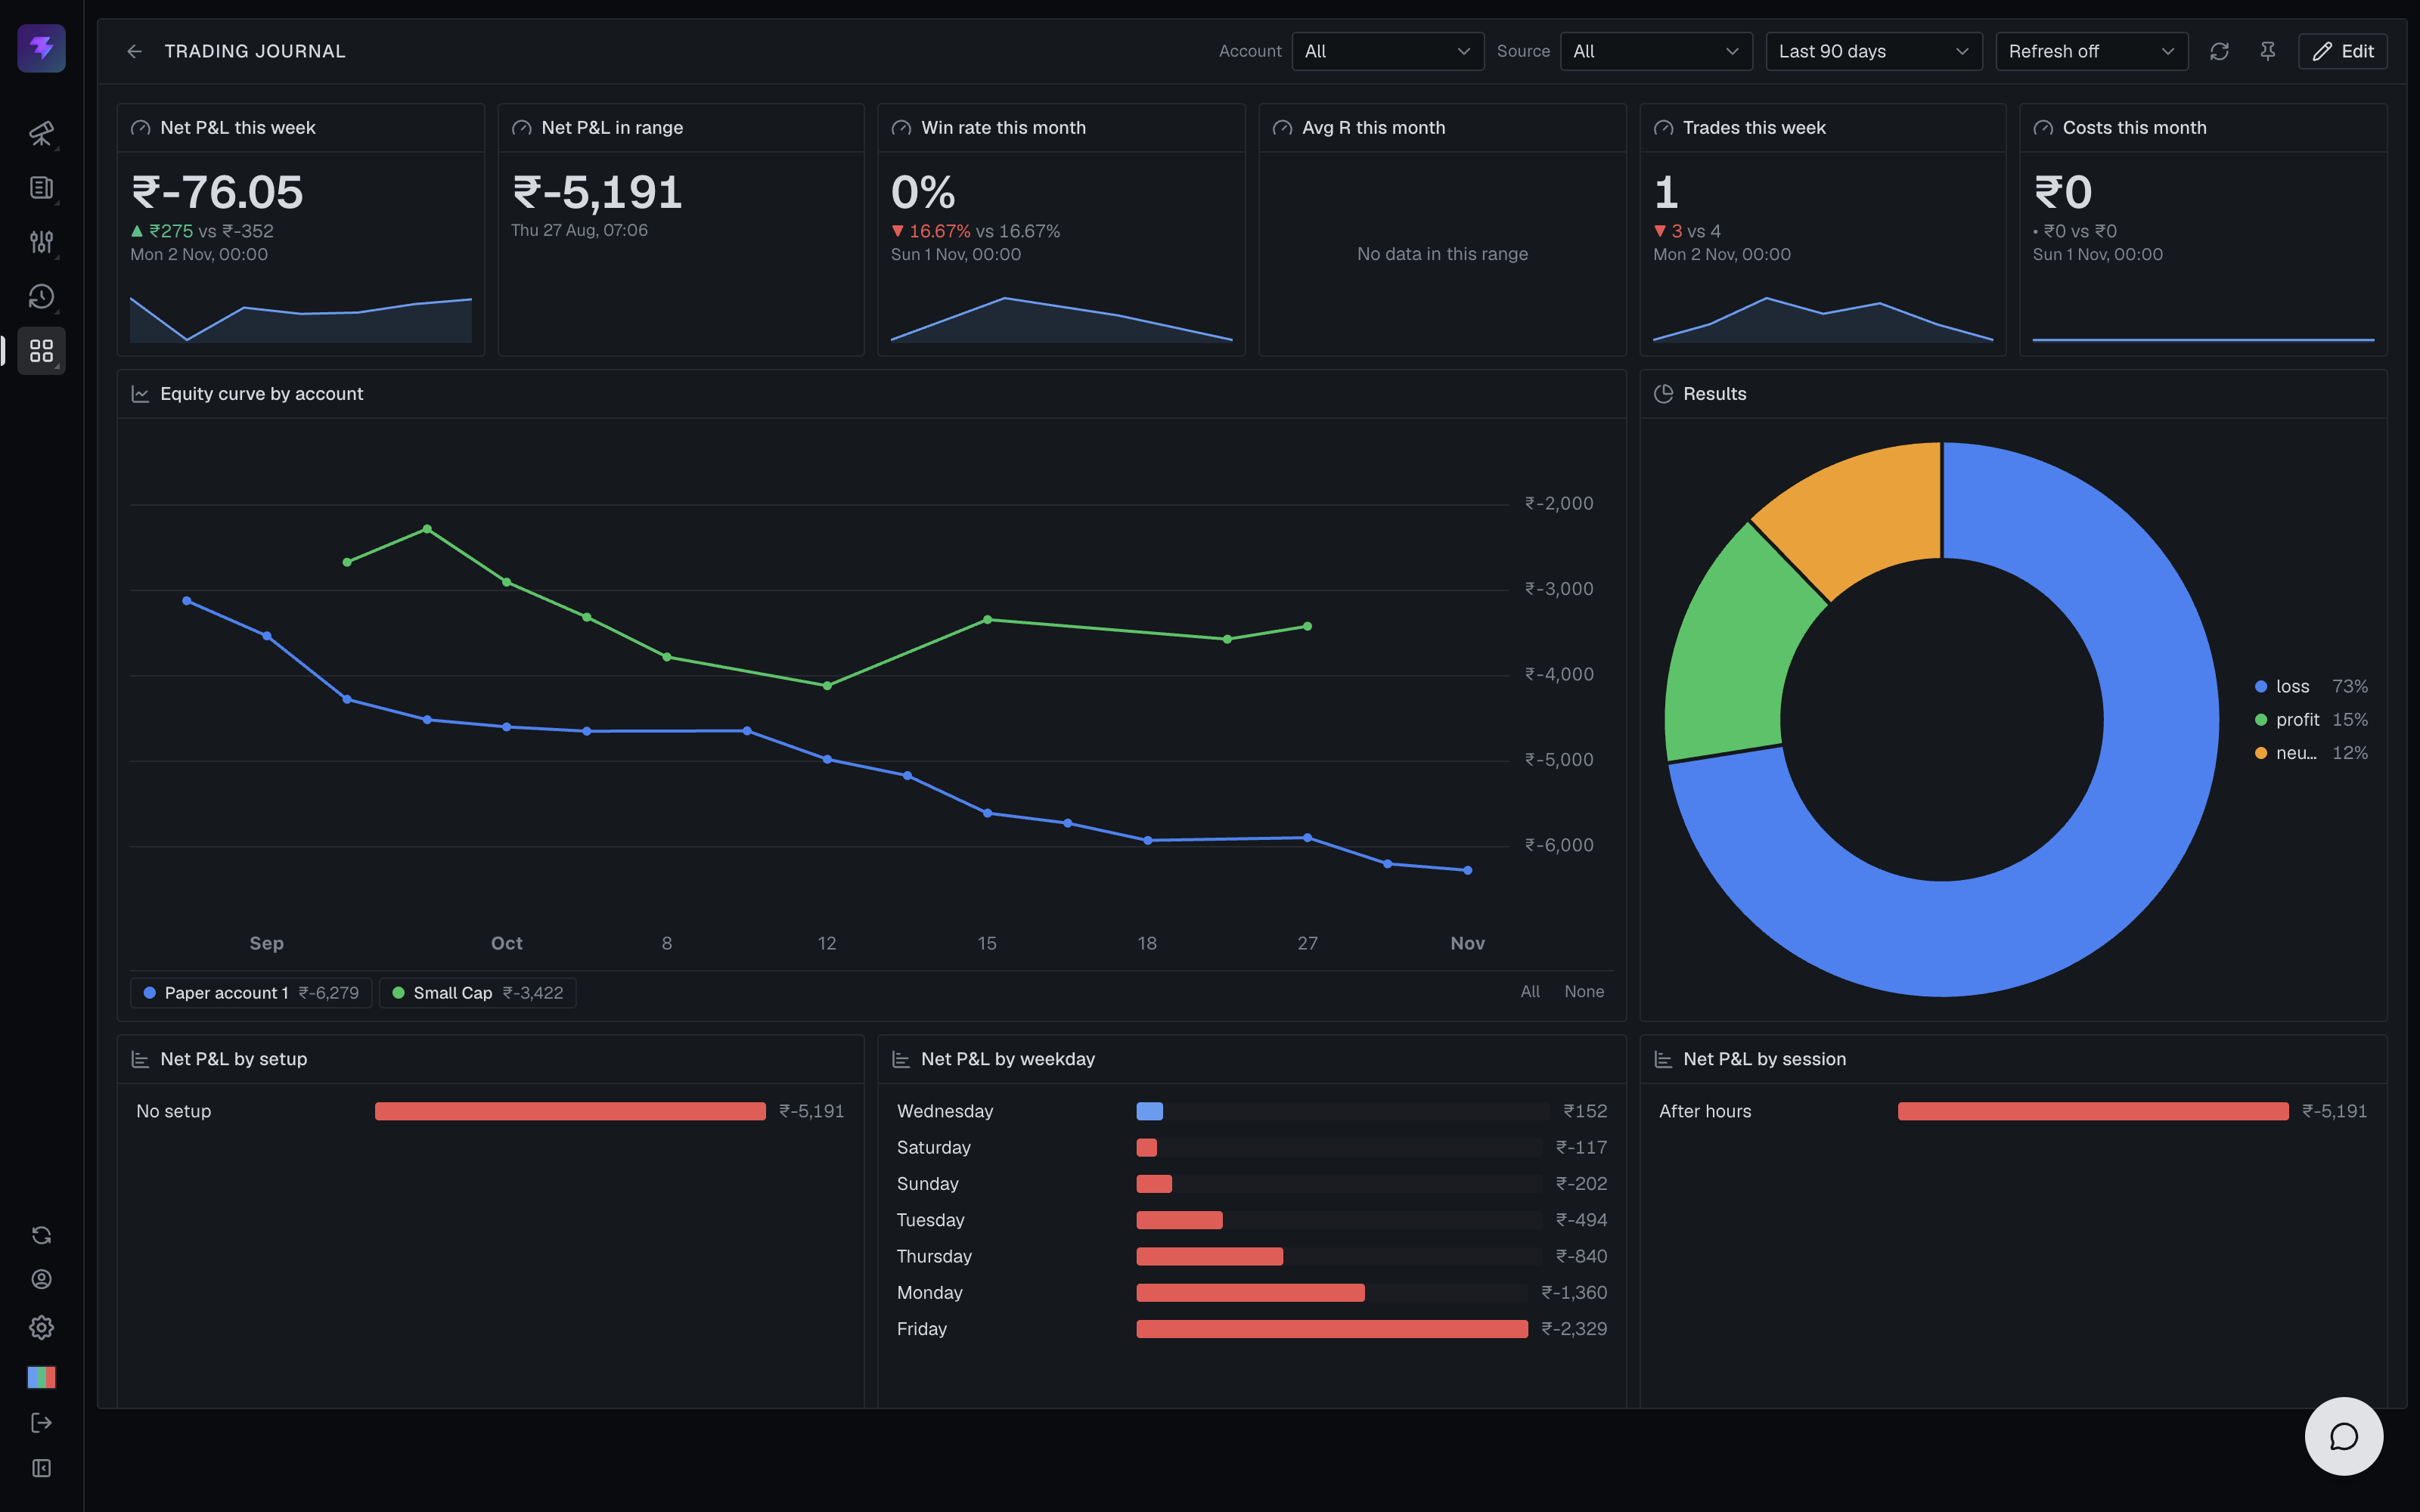 TRADING JOURNAL
Account All Source All Last 90 days Refresh off Edit
Net P&L this week
₹-76.05
▲ ₹275 vs ₹-352
Mon 2 Nov, 00:00
Net P&L in range
₹-5,191
Thu 27 Aug, 07:06
Win rate this month
0%
▼ 16.67% vs 16.67%
Sun 1 Nov, 00:00
Avg R this month
No data in this range
Trades this week
1
▼ 3 vs 4
Mon 2 Nov, 00:00
Costs this month
₹0
• ₹0 vs ₹0
Sun 1 Nov, 00:00
Equity curve by account
₹-2,000
₹-3,000
₹-4,000
₹-5,000
₹-6,000
Sep Oct 8 12 15 18 27 Nov
Paper account 1 ₹-6,279 Small Cap ₹-3,422 All None
Results
loss 73%
profit 15%
neu... 12%
Net P&L by setup
No setup ₹-5,191
Net P&L by weekday
Wednesday ₹152
Saturday ₹-117
Sunday ₹-202
Tuesday ₹-494
Thursday ₹-840
Monday ₹-1,360
Friday ₹-2,329
Net P&L by session
After hours ₹-5,191